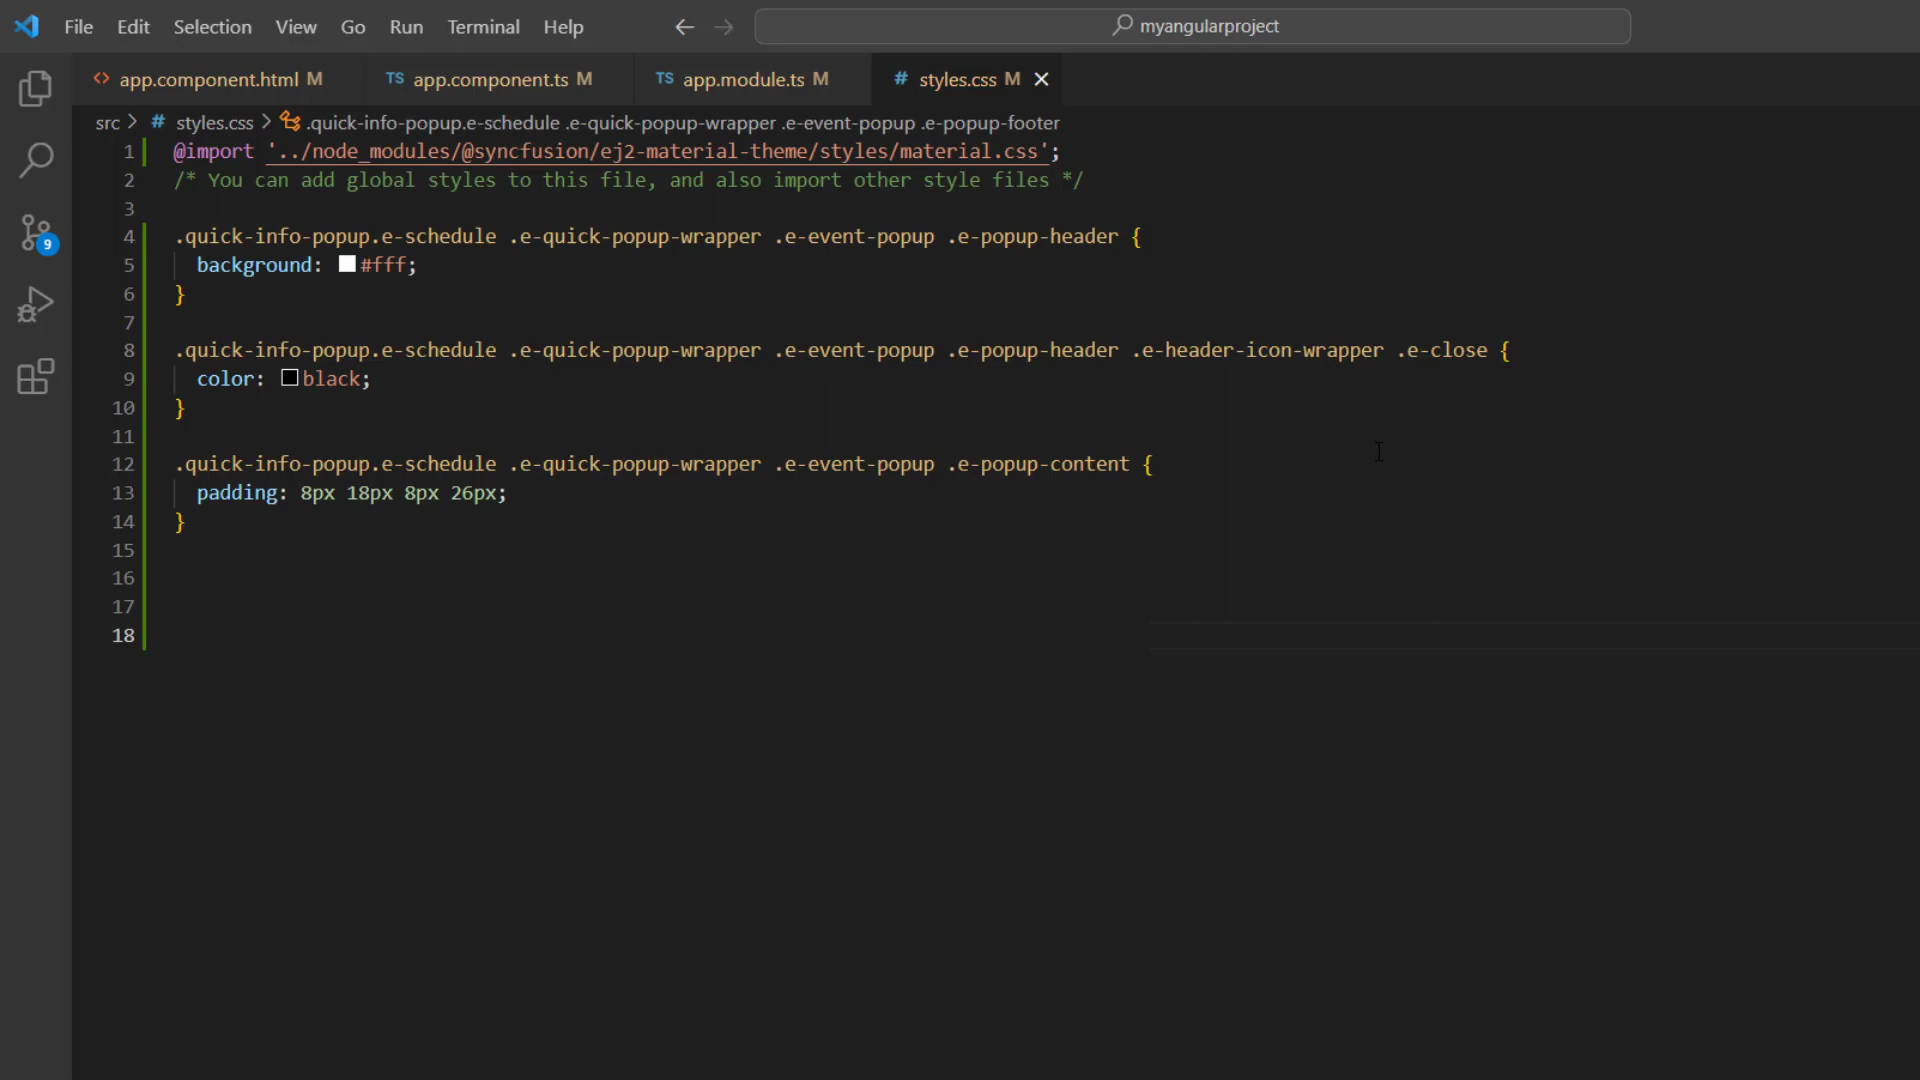 File Edit Selection View Go Run Terminal Help myangularproject
app.component.html M TS app.component.ts M TS app.module.ts M # styles.css M
src > # styles.css > .quick-info-popup.e-schedule .e-quick-popup-wrapper .e-event-popup .e-popup-footer
1 @import '../node_modules/@syncfusion/ej2-material-theme/styles/material.css';
2 /* You can add global styles to this file, and also import other style files */
3
4 .quick-info-popup.e-schedule .e-quick-popup-wrapper .e-event-popup .e-popup-header {
5 background: #fff;
6 }
7
8 .quick-info-popup.e-schedule .e-quick-popup-wrapper .e-event-popup .e-popup-header .e-header-icon-wrapper .e-close {
9 color: black;
10 }
11
12 .quick-info-popup.e-schedule .e-quick-popup-wrapper .e-event-popup .e-popup-content {
13 padding: 8px 18px 8px 26px;
14 }
15
16
17
18
9